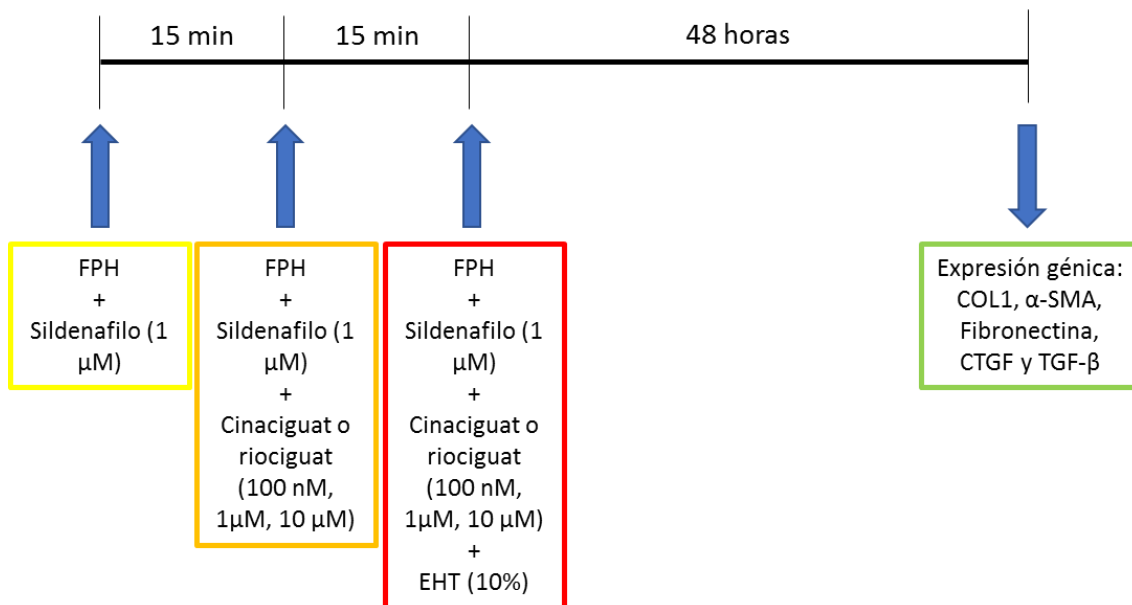 15 min
15 min
48 horas
FPH
+
Sildenafilo (1
µM)
FPH
+
Sildenafilo (1
µM)
+
Cinaciguat o
riociguat
(100 nM,
1µM, 10 µM)
FPH
+
Sildenafilo (1
µM)
+
Cinaciguat o
riociguat
(100 nM,
1µM, 10 µM)
+
EHT (10%)
Expresión génica:
COL1, α-SMA,
Fibronectina,
CTGF y TGF-β